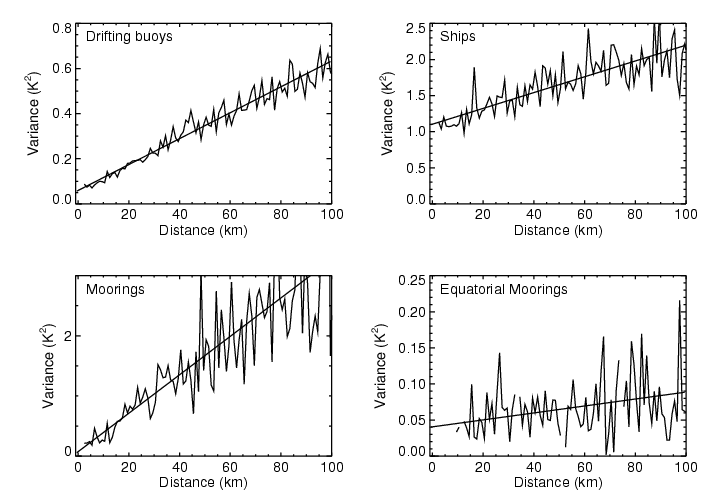 Drifting buoys
Variance (K²)
0.8
0.6
0.4
0.2
0.0
0 20 40 60 80 100
Distance (km)
Ships
Variance (K²)
2.5
2.0
1.5
1.0
0.5
0.0
0 20 40 60 80 100
Distance (km)
Moorings
Variance (K²)
2
0
0 20 40 60 80 100
Distance (km)
Equatorial Moorings
Variance (K²)
0.25
0.20
0.15
0.10
0.05
0.00
0 20 40 60 80 100
Distance (km)